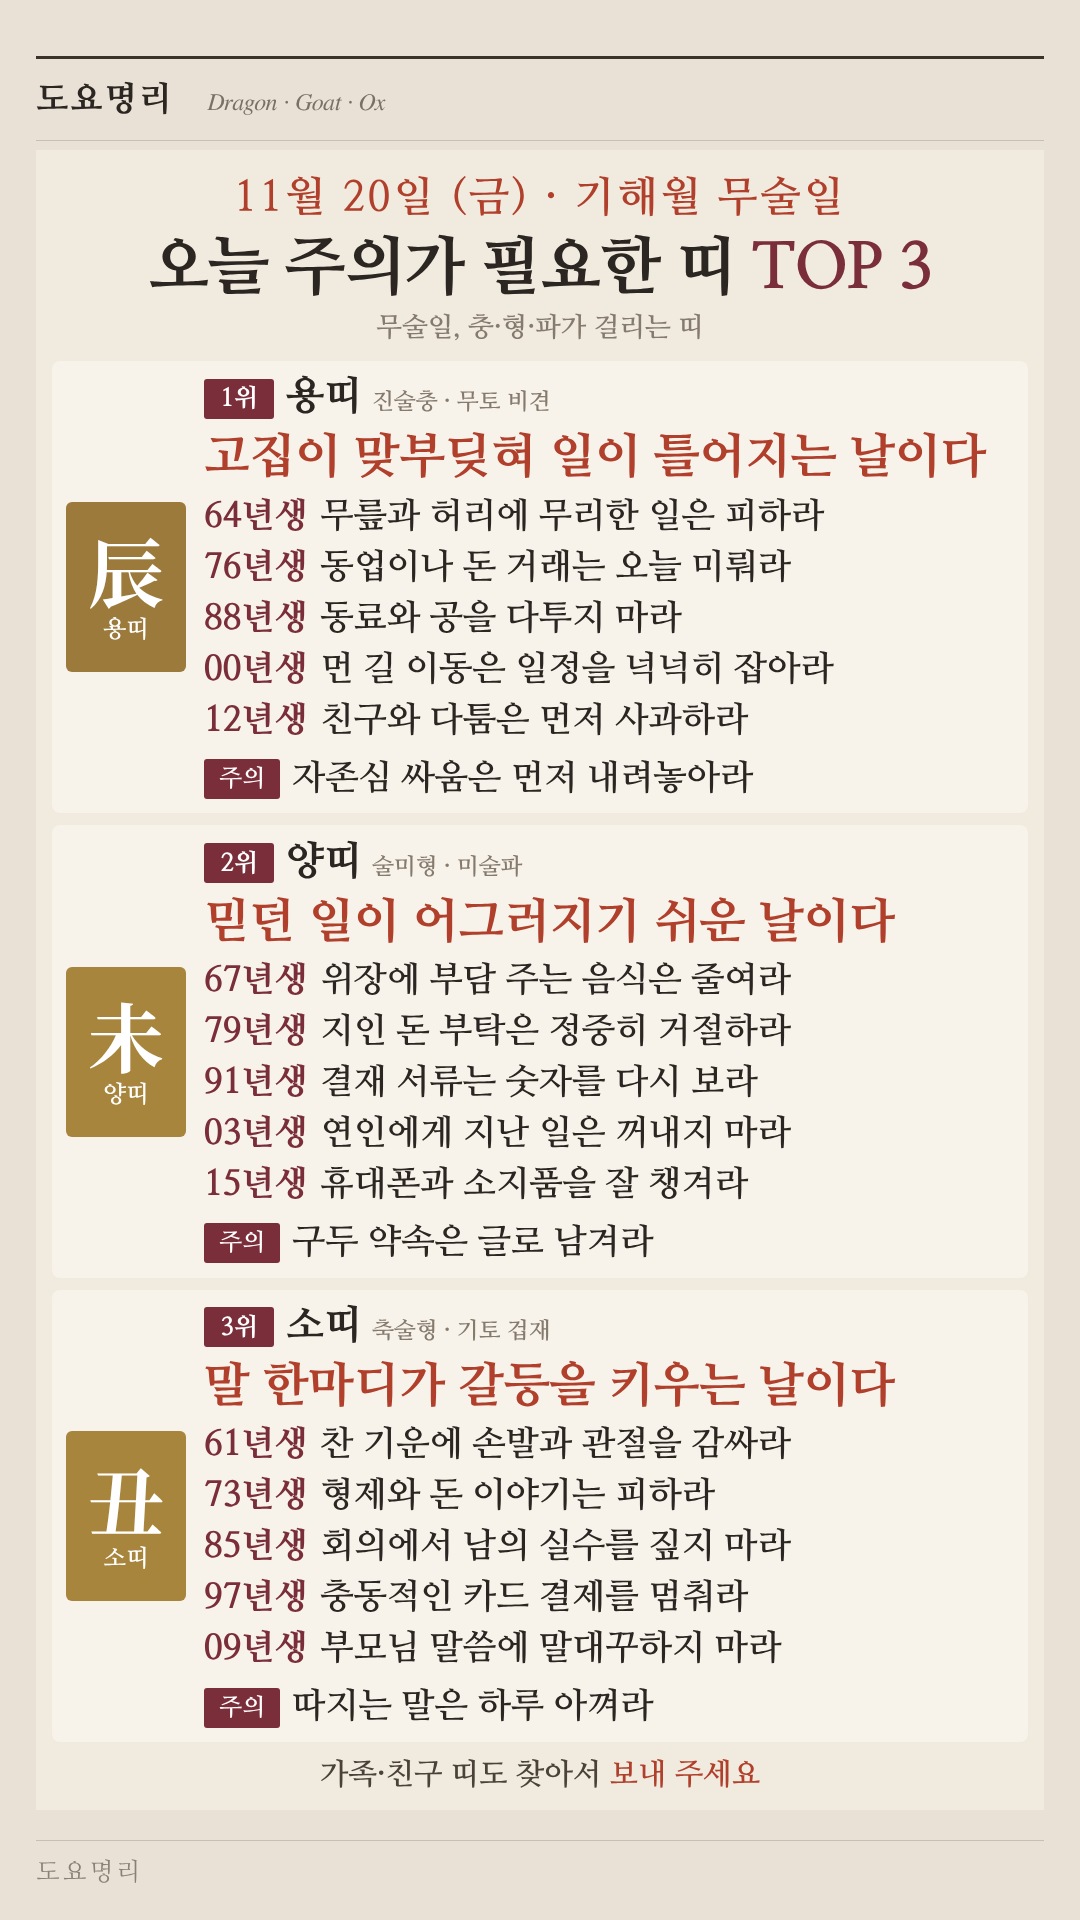 도요명리 Dragon · Goat · Ox
11월 20일 (금) · 기해월 무술일
오늘 주의가 필요한 띠 TOP 3
무술일, 충·형·파가 걸리는 띠
1위 용띠 진술충 · 무토 비견
고집이 맞부딪혀 일이 틀어지는 날이다
辰
용띠
64년생 무릎과 허리에 무리한 일은 피하라
76년생 동업이나 돈 거래는 오늘 미뤄라
88년생 동료와 공을 다투지 마라
00년생 먼 길 이동은 일정을 넉넉히 잡아라
12년생 친구와 다툼은 먼저 사과하라
주의 자존심 싸움은 먼저 내려놓아라
2위 양띠 술미형 · 미술파
믿던 일이 어그러지기 쉬운 날이다
未
양띠
67년생 위장에 부담 주는 음식은 줄여라
79년생 지인 돈 부탁은 정중히 거절하라
91년생 결재 서류는 숫자를 다시 보라
03년생 연인에게 지난 일은 꺼내지 마라
15년생 휴대폰과 소지품을 잘 챙겨라
주의 구두 약속은 글로 남겨라
3위 소띠 축술형 · 기토 겁재
말 한마디가 갈등을 키우는 날이다
丑
소띠
61년생 찬 기운에 손발과 관절을 감싸라
73년생 형제와 돈 이야기는 피하라
85년생 회의에서 남의 실수를 짚지 마라
97년생 충동적인 카드 결제를 멈춰라
09년생 부모님 말씀에 말대꾸하지 마라
주의 따지는 말은 하루 아껴라
가족·친구 띠도 찾아서 보내 주세요
도요명리